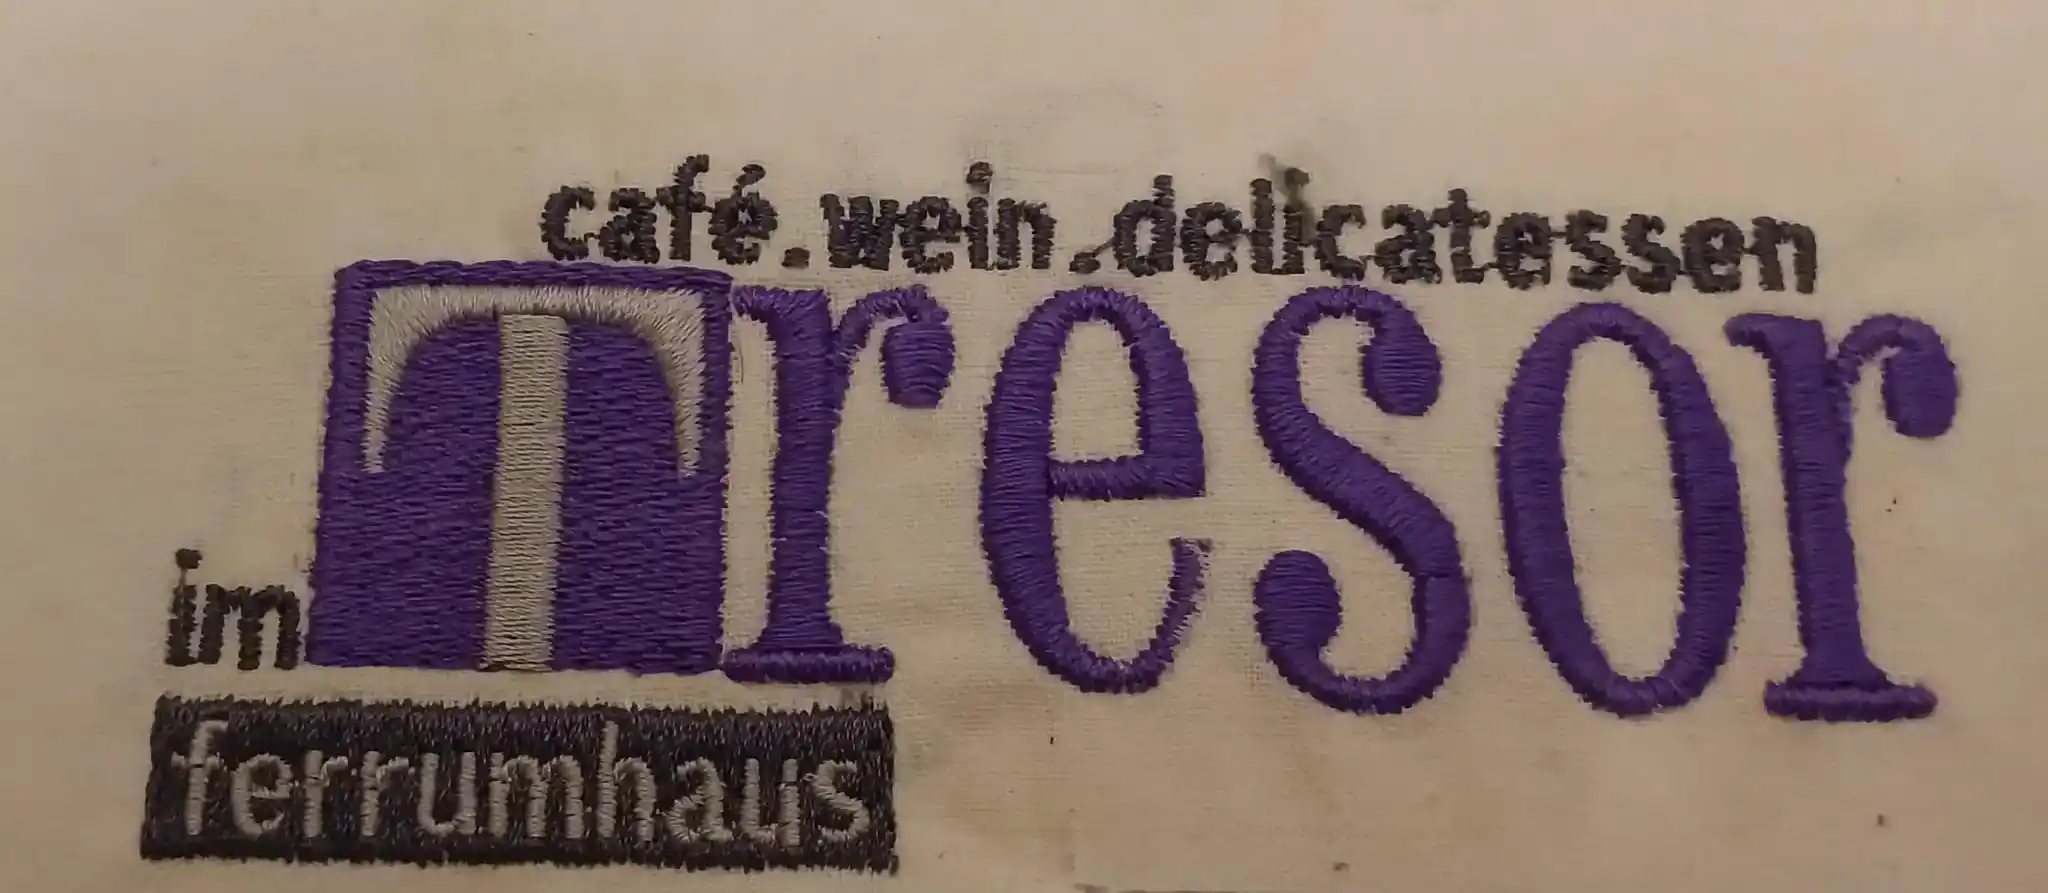 café.wein.delicatessen
im Tresor
ferrumhaus